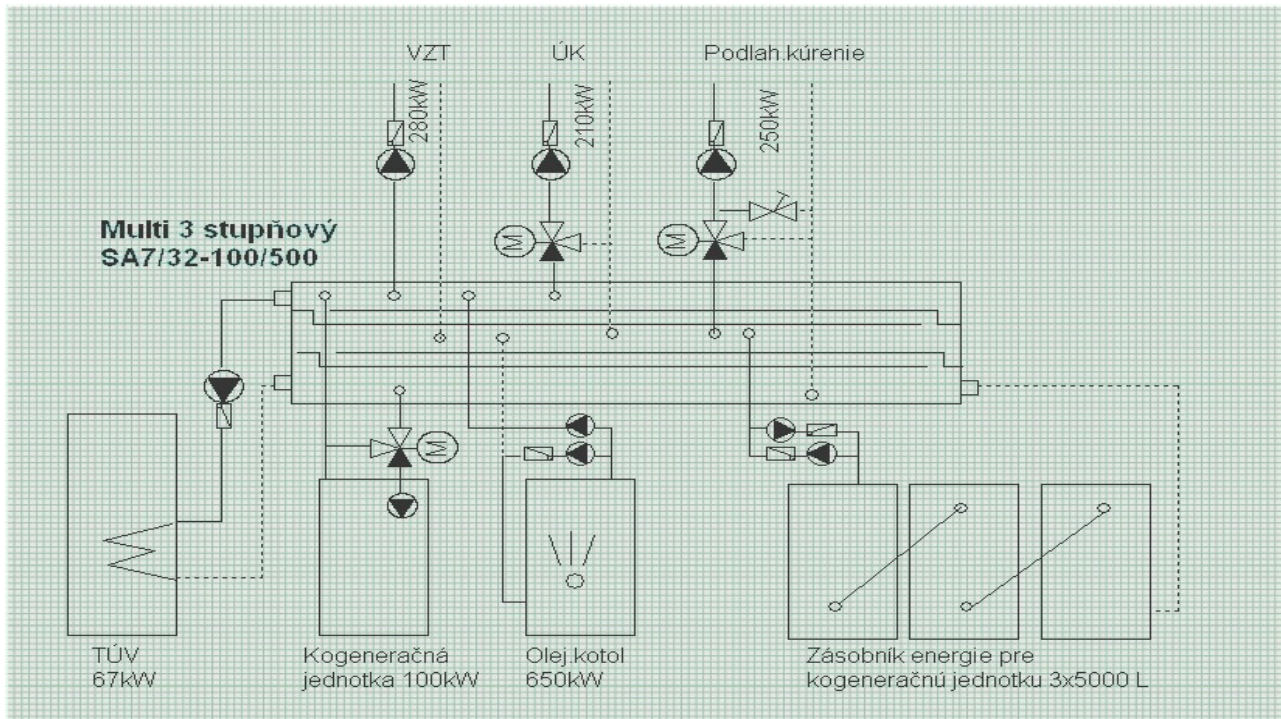 VZT
ÚK
Podlah.kúrenie
280kW
210kW
250kW
Multi 3 stupňový
SA7/32-100/500
M
M
M
TÚV
67kW
Kogeneračná
jednotka 100kW
Olej.kotol
650kW
Zásobník energie pre
kogeneračnú jednotku 3x5000 L